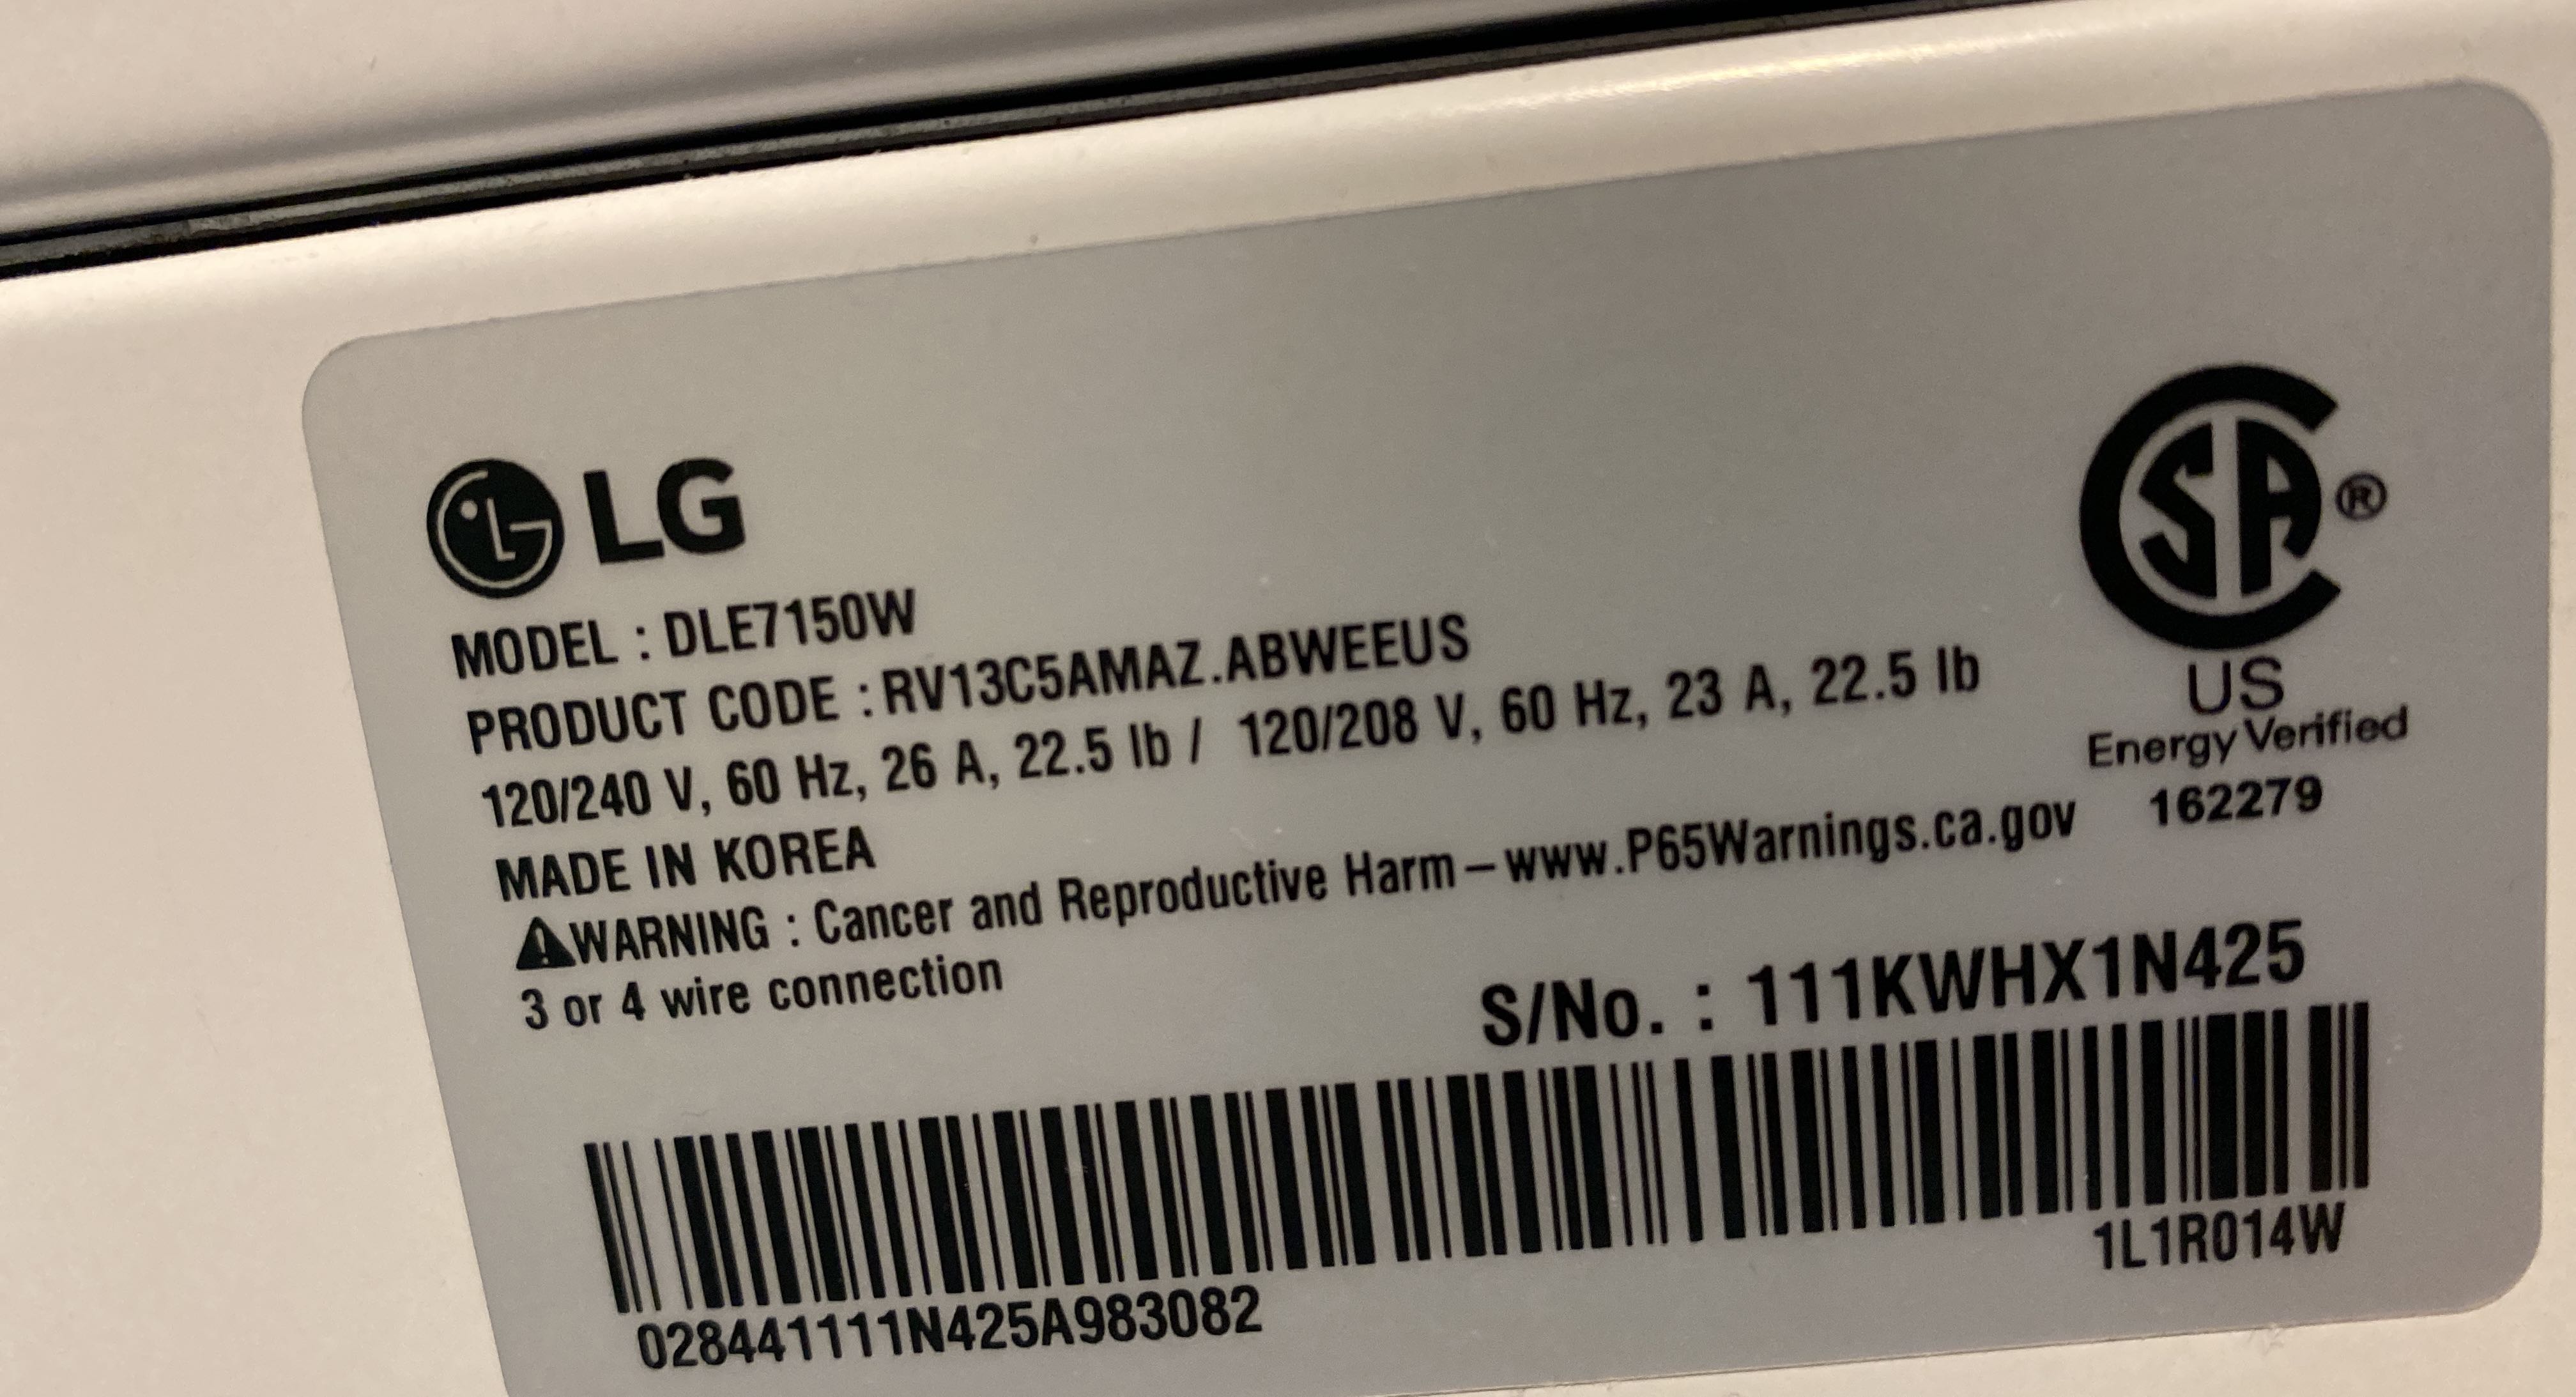 LG
MODEL : DLE7150W
PRODUCT CODE : RV13C5AMAZ.ABWEEUS
120/240 V, 60 Hz, 26 A, 22.5 lb / 120/208 V, 60 Hz, 23 A, 22.5 lb
MADE IN KOREA
WARNING : Cancer and Reproductive Harm – www.P65Warnings.ca.gov
3 or 4 wire connection
CSA®
US
Energy Verified
162279
S/No. : 111KWHX1N425
028441111N425A983082
1L1R014W